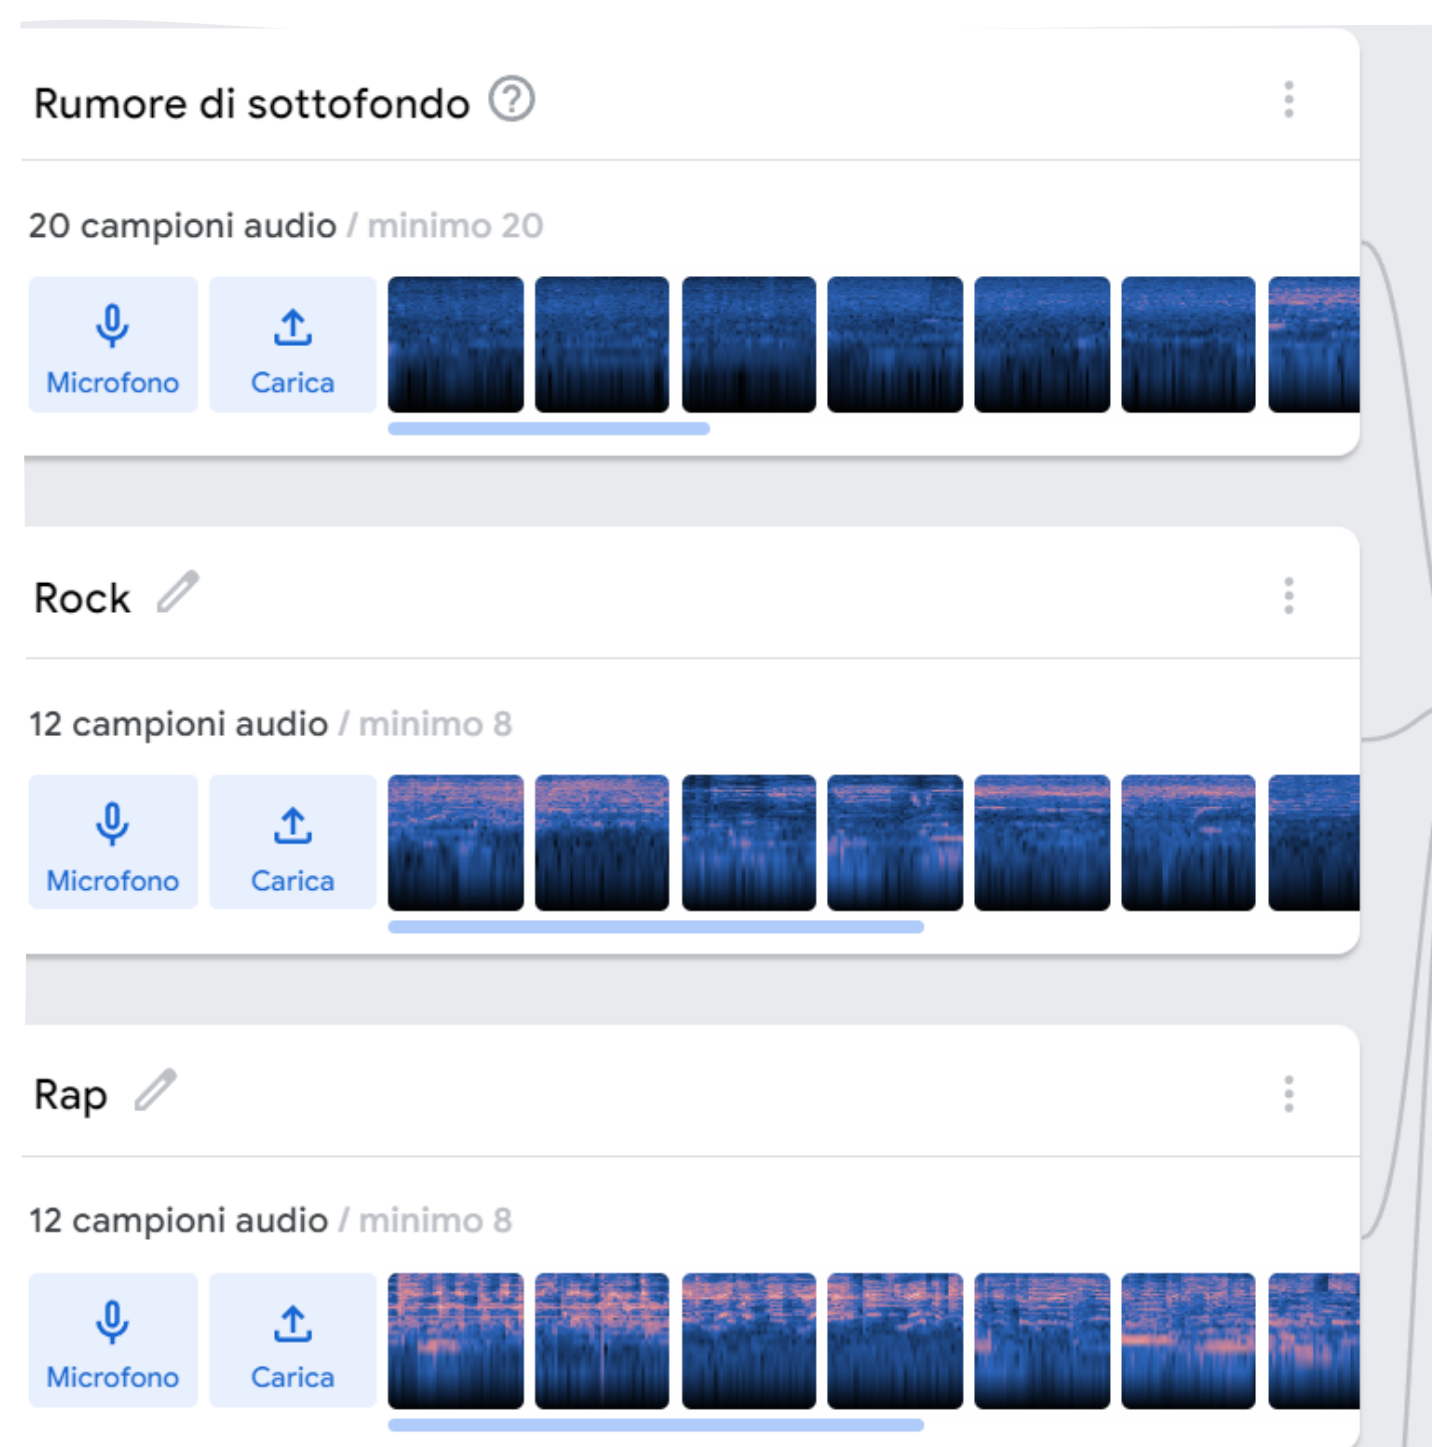 Rumore di sottofondo
20 campioni audio / minimo 20
Microfono Carica
Rock
12 campioni audio / minimo 8
Microfono Carica
Rap
12 campioni audio / minimo 8
Microfono Carica